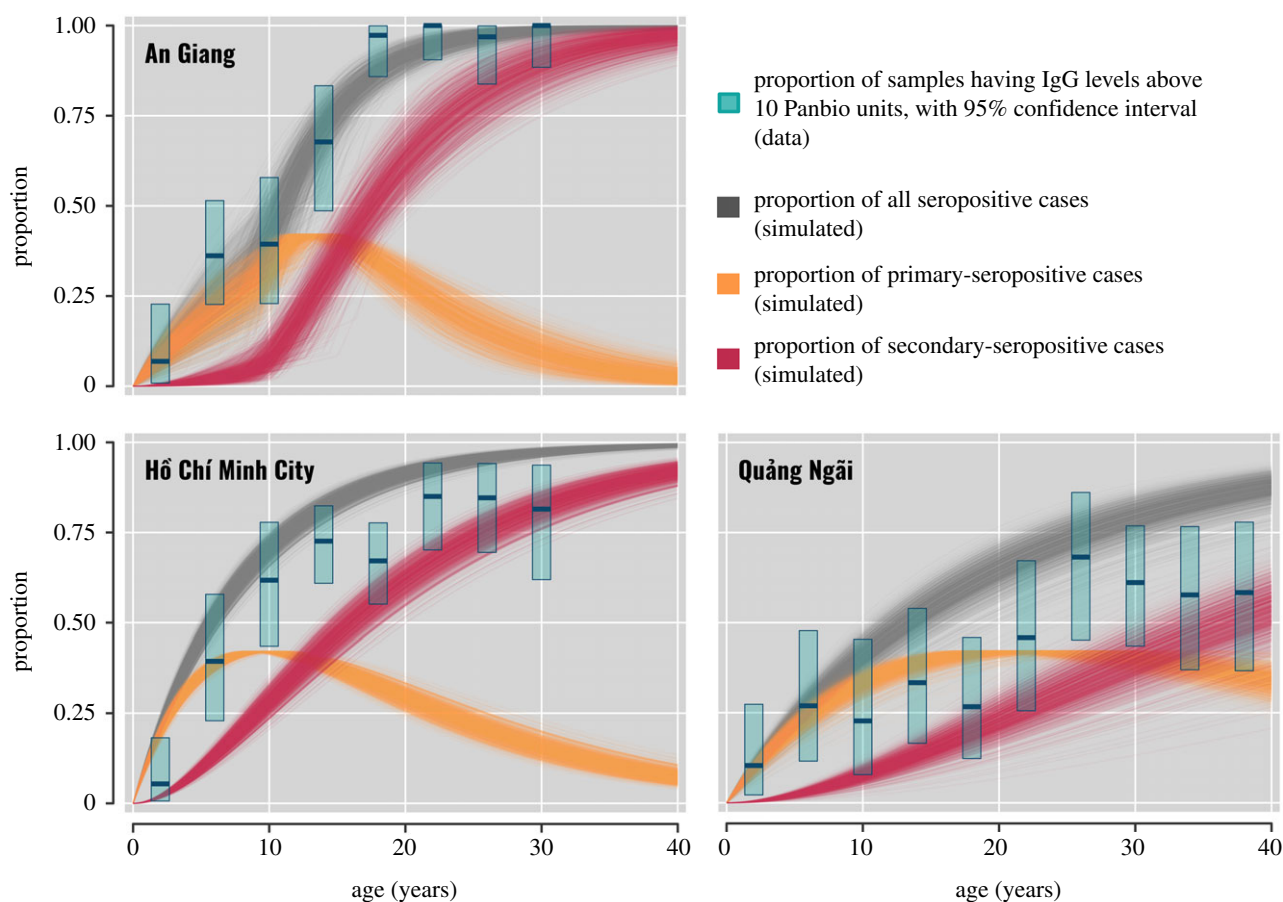 An Giang
1.00
0.75
0.50
0.25
0
proportion
proportion of samples having IgG levels above
10 Panbio units, with 95% confidence interval
(data)
proportion of all seropositive cases
(simulated)
proportion of primary-seropositive cases
(simulated)
proportion of secondary-seropositive cases
(simulated)
Hồ Chí Minh City
1.00
0.75
0.50
0.25
0
proportion
0 10 20 30 40
age (years)
Quảng Ngãi
0 10 20 30 40
age (years)